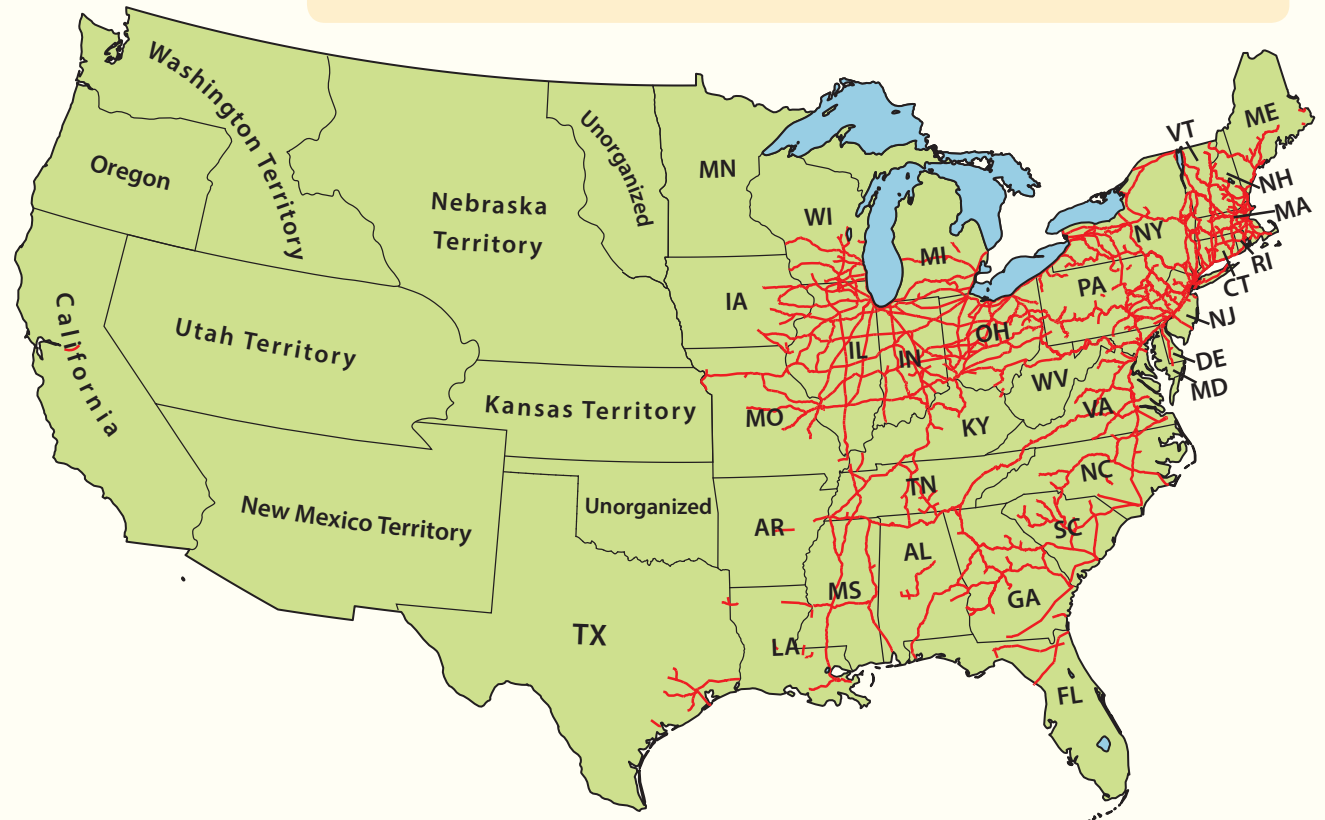 Washington Territory
Oregon
Unorganized
Nebraska
Territory
MN
WI
MI
ME
VT
NH
MA
NY
RI
CT
PA
NJ
DE
MD
IA
IL
IN
OH
WV
VA
California
Utah Territory
Kansas Territory
MO
KY
New Mexico Territory
Unorganized
AR
TN
NC
SC
AL
MS
GA
TX
LA
FL